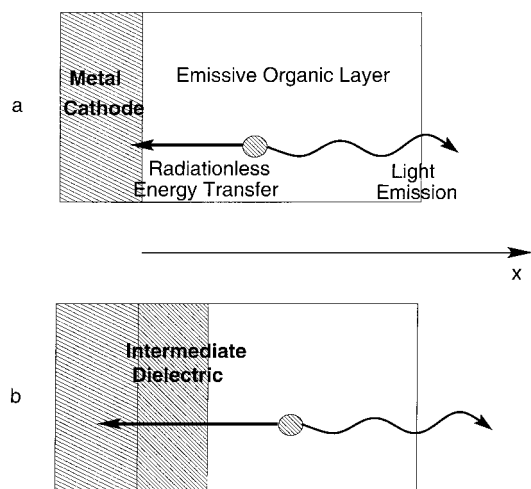 a
Metal
Cathode
Emissive Organic Layer
Radiationless
Energy Transfer
Light
Emission
x
b
Intermediate
Dielectric